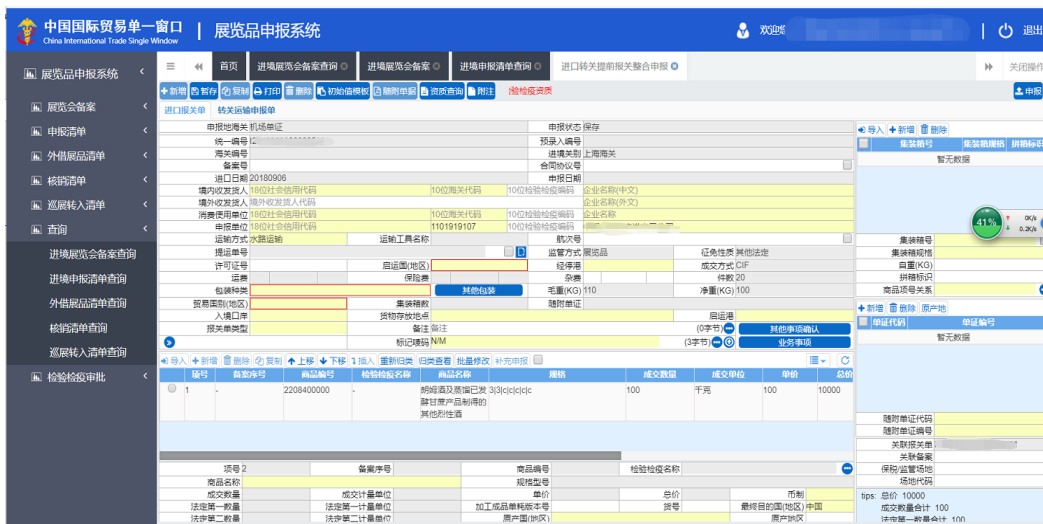 中国国际贸易单一窗口
China International Trade Single Window
展览品申报系统
欢迎您
退出
展览品申报系统
首页 进境展览会备案查询 进境展览会备案 进境申报清单查询 进口转关提前报关整合申报 关闭操作
新增 暂存 复制 打印 删除 初始值模板 随附单据 资质查询 附注 申报
进口报关单 转关运输申报单
展览会备案
申报清单
外借展品清单
核销清单
巡展转入清单
查询
进境展览会备案查询
进境申报清单查询
外借展品清单查询
核销清单查询
巡展转入清单查询
检验检疫审批
申报地海关 机场单证 申报状态 保存
统一编号 预录入编号
海关编号 进境关别 上海海关
备案号 合同协议号
进口日期 20180906 申报日期
境内收发货人 18位社会信用代码 10位海关代码 10位检验检疫编码 企业名称(中文)
境外收发货人 境外收发货人代码 企业名称(外文)
消费使用单位 18位社会信用代码 10位海关代码 10位检验检疫编码 企业名称
申报单位 18位社会信用代码 1101919107 10位检验检疫编码
运输方式 水路运输 运输工具名称 航次号
提运单号 监管方式 展览品 征免性质 其他法定
许可证号 启运国(地区) 经停港 成交方式 CIF
运费 保险费 杂费 件数 20
包装种类 其他包装 毛重(KG) 110 净重(KG) 100
贸易国别(地区) 集装箱数 随附单证
入境口岸 货物存放地点 启运港
报关单类型 备注 备注 (0字节) 其他事项确认
标记唛码 N/M (3字节) 业务事项
导入 新增 删除 复制 上移 下移 插入 重新归类 归类查看 批量修改 补充申报
项号 备案序号 商品编号 检验检疫名称 商品名称 规格 成交数量 成交单位 单价 总价
1 - 2208400000 - 朗姆酒及蒸馏已发 3|3|c|c|c|c 100 千克 100 10000
酵甘蔗产品制得的
其他烈性酒
项号 2 备案序号 商品编号 检验检疫名称
商品名称 规格型号
成交数量 成交计量单位 单价 总价 币制
法定第一数量 法定第一计量单位 加工成品单耗版本号 货号 最终目的国(地区) 中国
法定第二数量 法定第二计量单位 原产国(地区) 原产地区
导入 新增 删除
集装箱号 集装箱规格 拼箱标识
暂无数据
41% 0K/s
0.2K/s
集装箱号
集装箱规格
自重(KG)
拼箱标识
商品项号关系
新增 删除 原产地
单证代码 单证编号
暂无数据
随附单证代码
随附单证编号
关联报关单
关联备案
保税/监管场地
场地代码
tips: 总价 10000
成交数量合计 100
法定第一数量合计 100